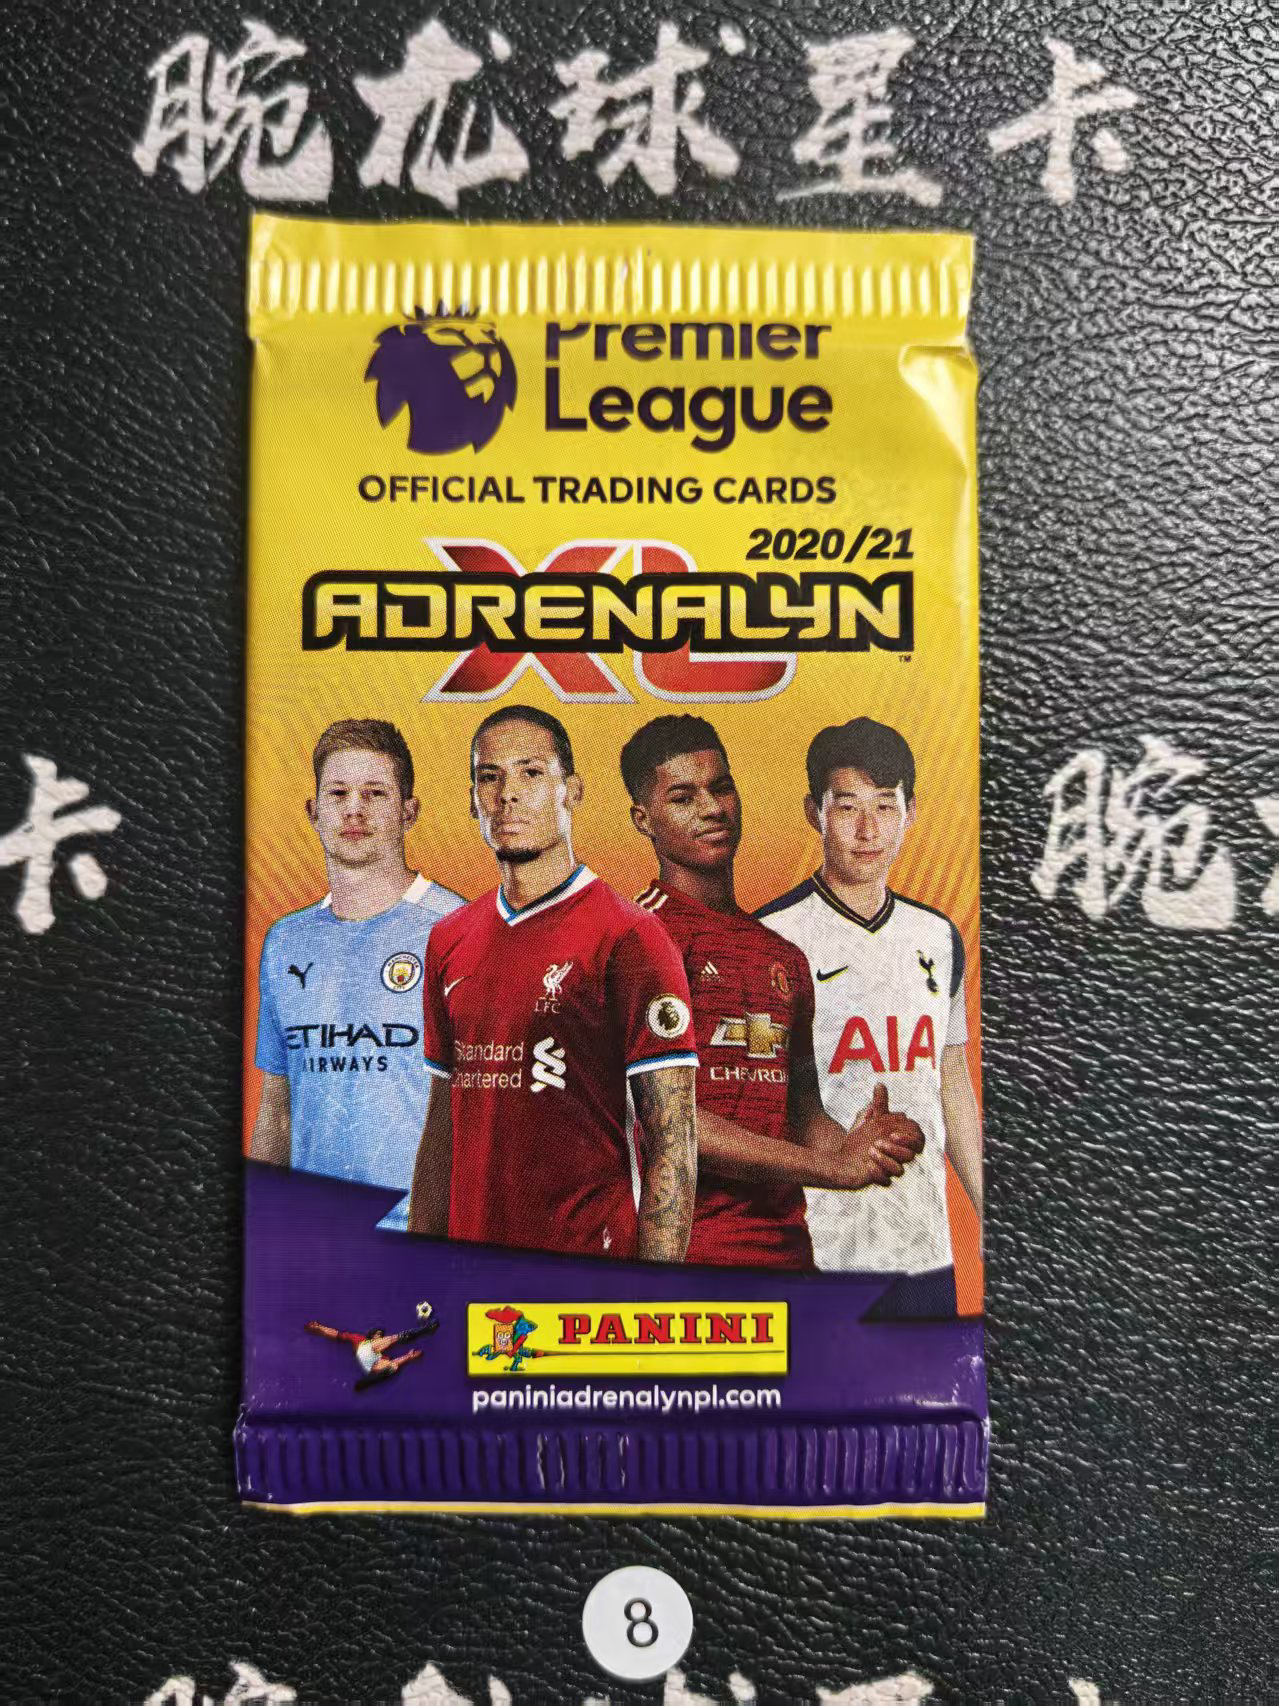 腕龙球星卡
Premier
League
OFFICIAL TRADING CARDS
2020/21
XL
ADRENALYN
TM
ETIHAD
AIRWAYS
LFC
Standard
Chartered
CHEVROLET
AIA
卡
腕
PANINI
paniniadrenalynpl.com
8